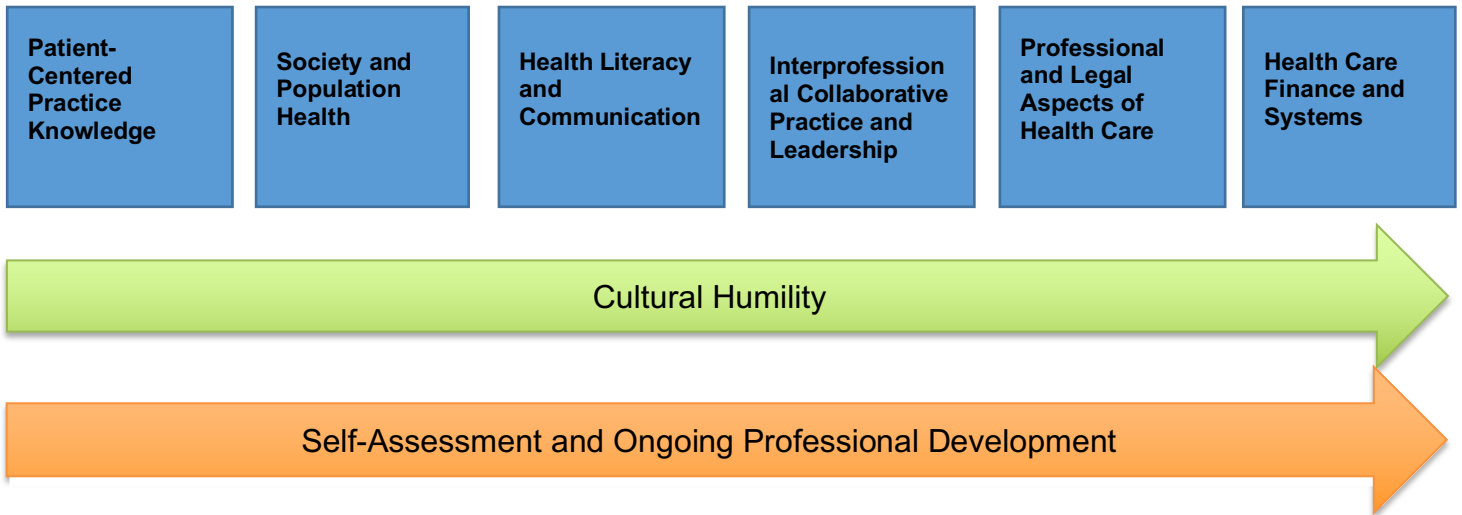 Patient-
Centered
Practice
Knowledge
Society and
Population
Health
Health Literacy
and
Communication
Interprofession
al Collaborative
Practice and
Leadership
Professional
and Legal
Aspects of
Health Care
Health Care
Finance and
Systems
Cultural Humility
Self-Assessment and Ongoing Professional Development